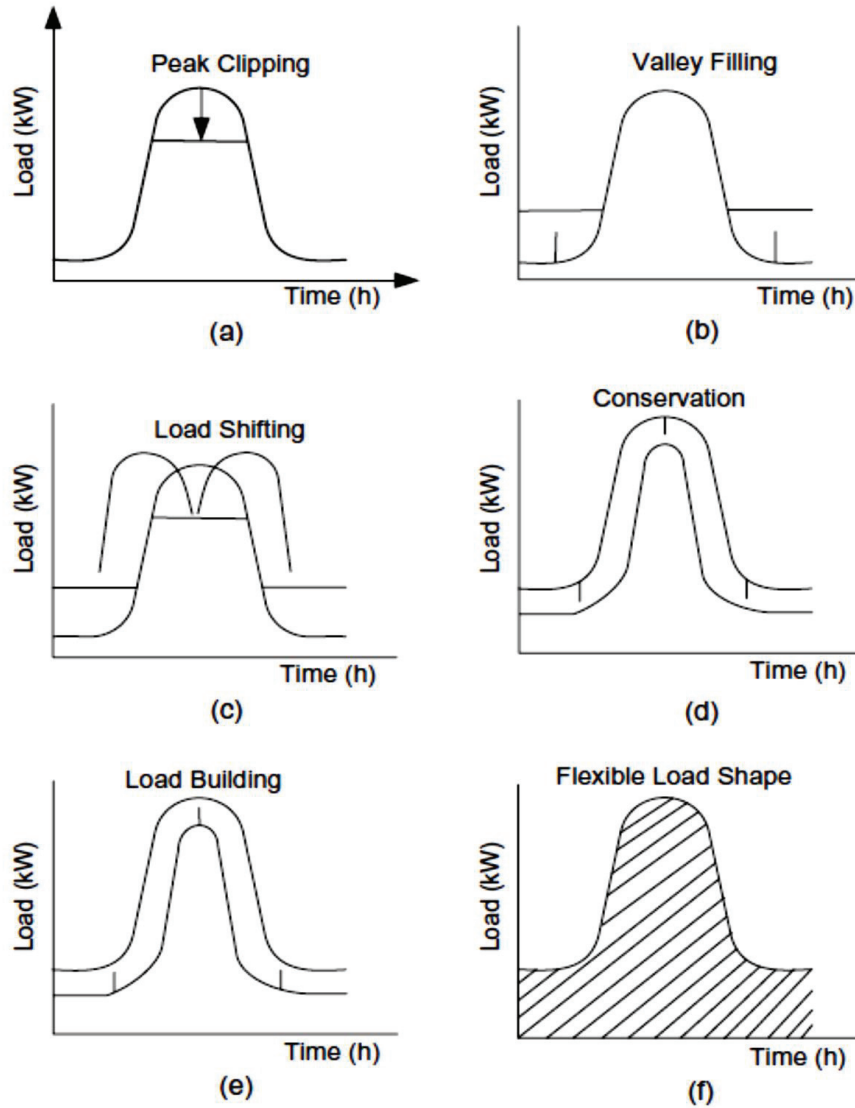 Peak Clipping
Load (kW)
Time (h)
(a)
Valley Filling
Load (kW)
Time (h)
(b)
Load Shifting
Load (kW)
Time (h)
(c)
Conservation
Load (kW)
Time (h)
(d)
Load Building
Load (kW)
Time (h)
(e)
Flexible Load Shape
Load (kW)
Time (h)
(f)